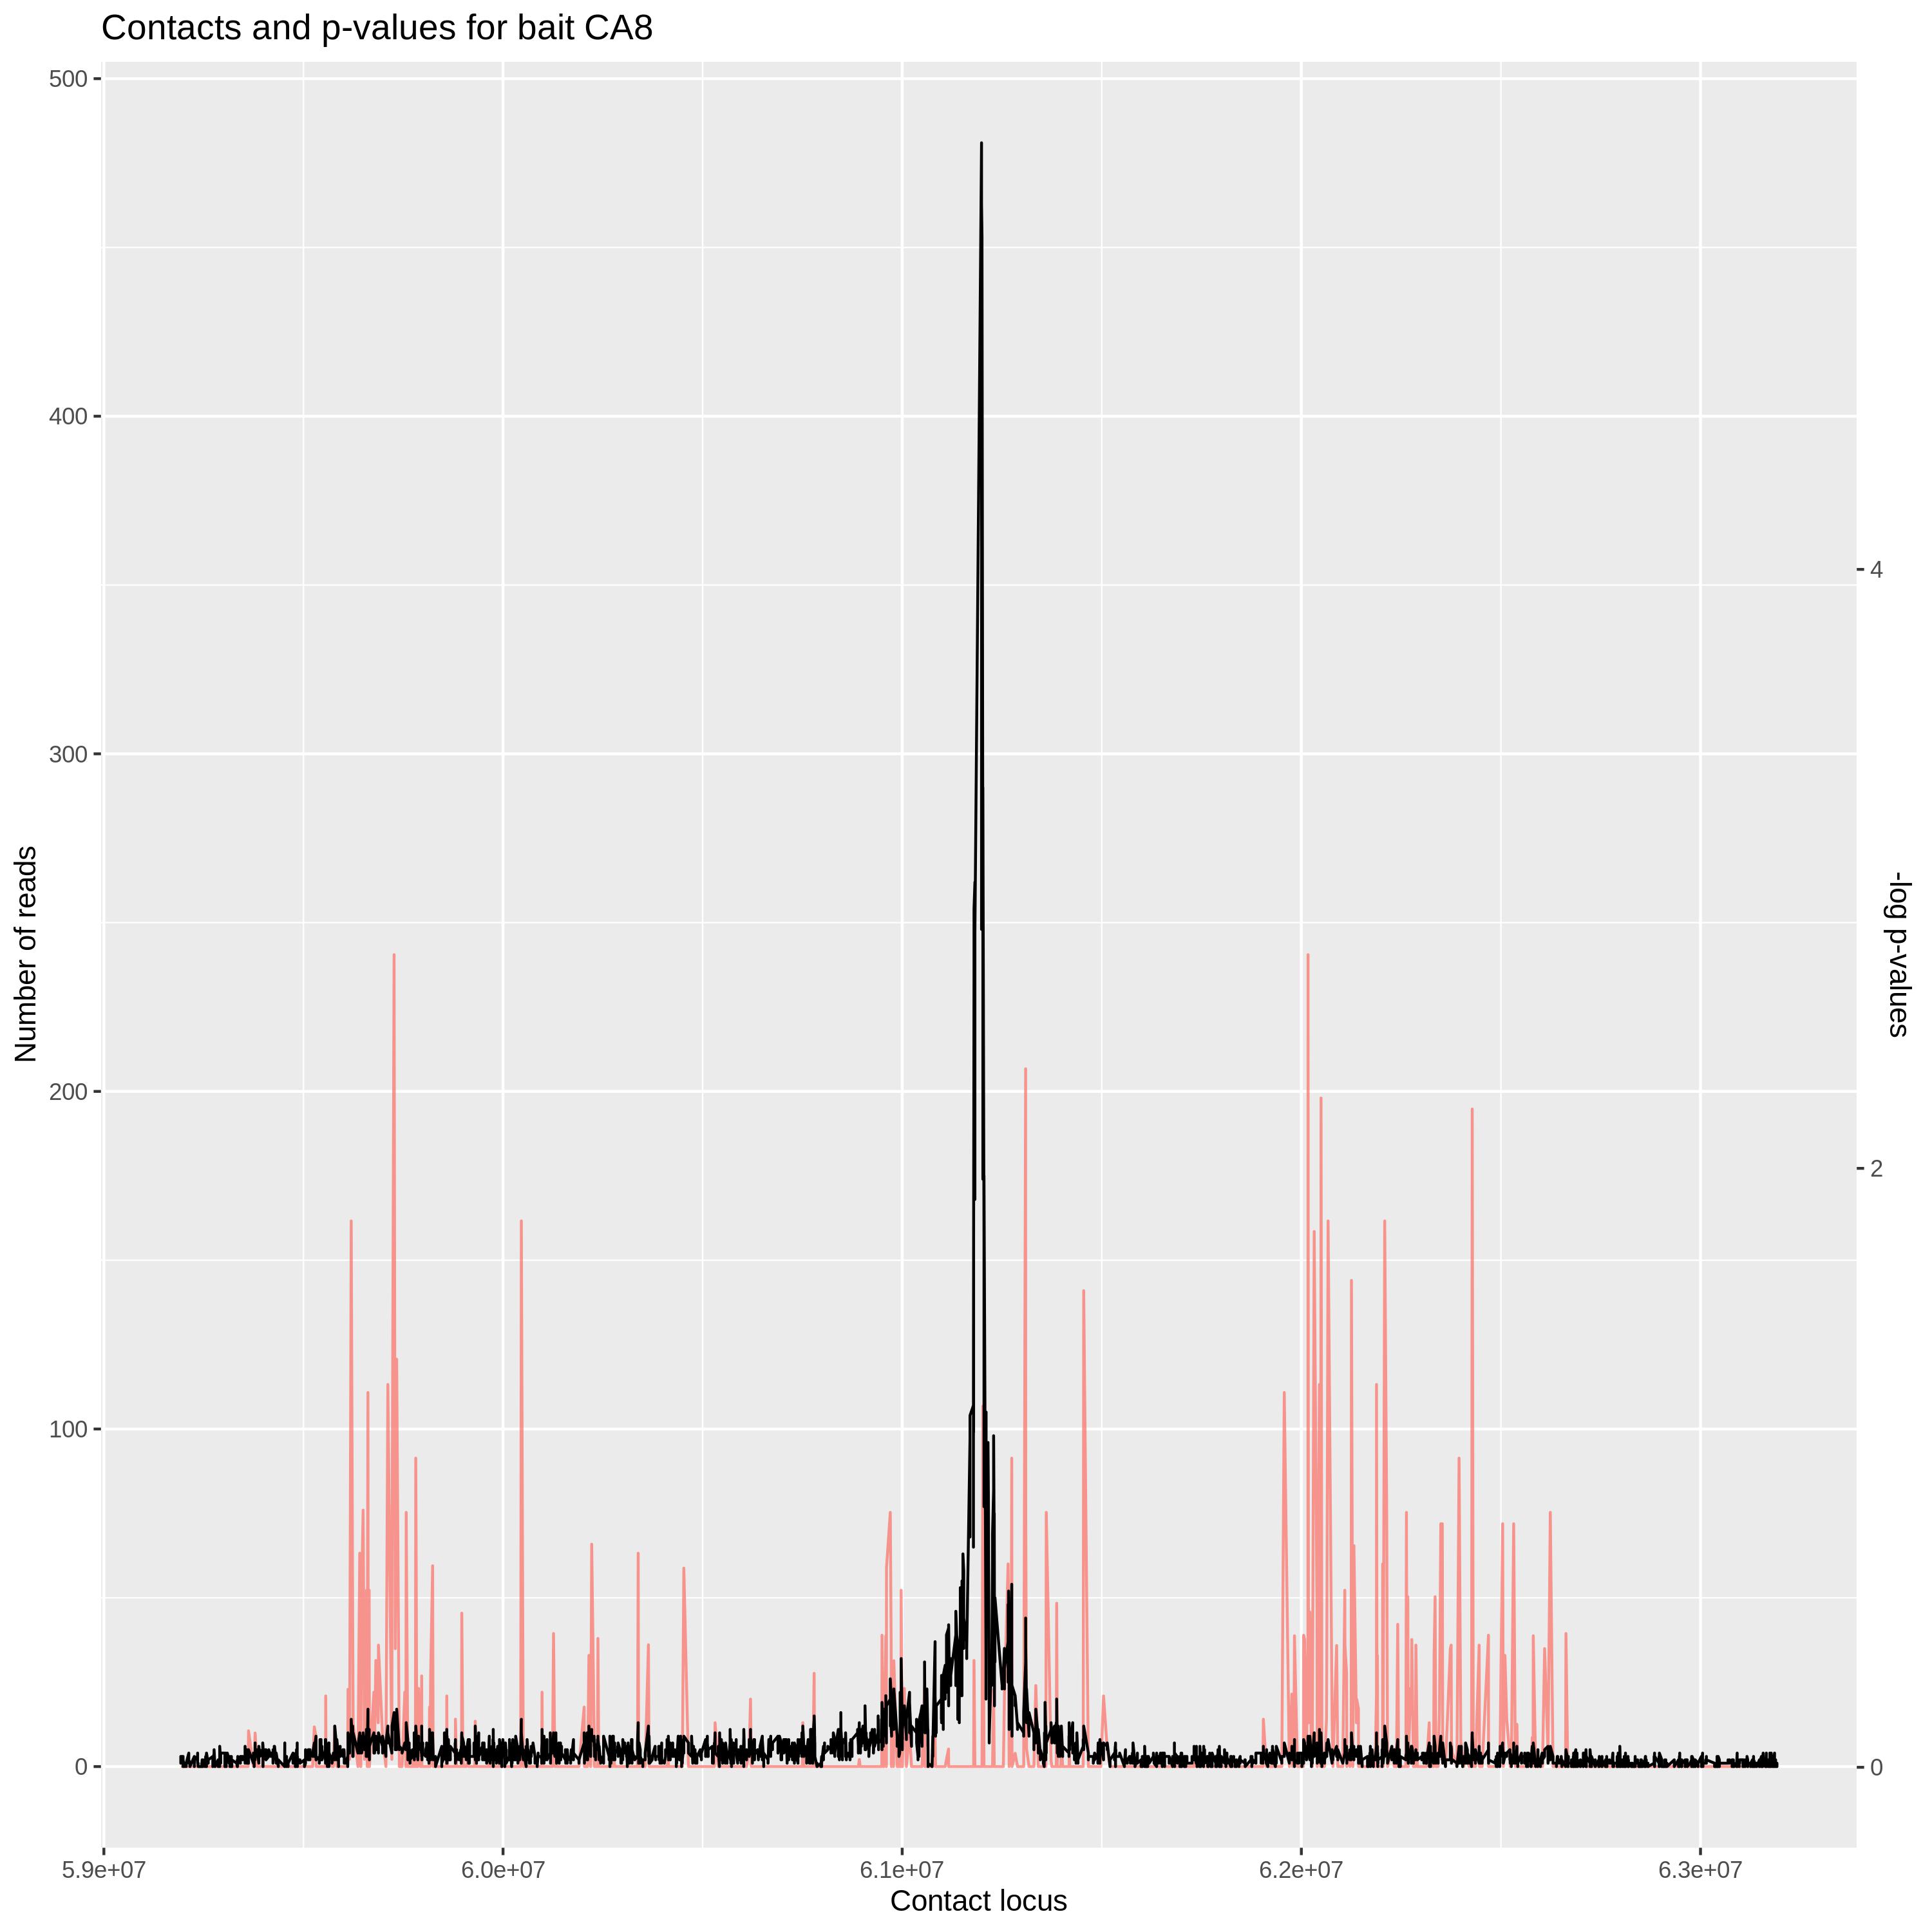 Contacts and p-values for bait CA8
500
400
300
200
100
0
Number of reads
4
2
0
-log p-values
5.9e+07 6.0e+07 6.1e+07 6.2e+07 6.3e+07
Contact locus